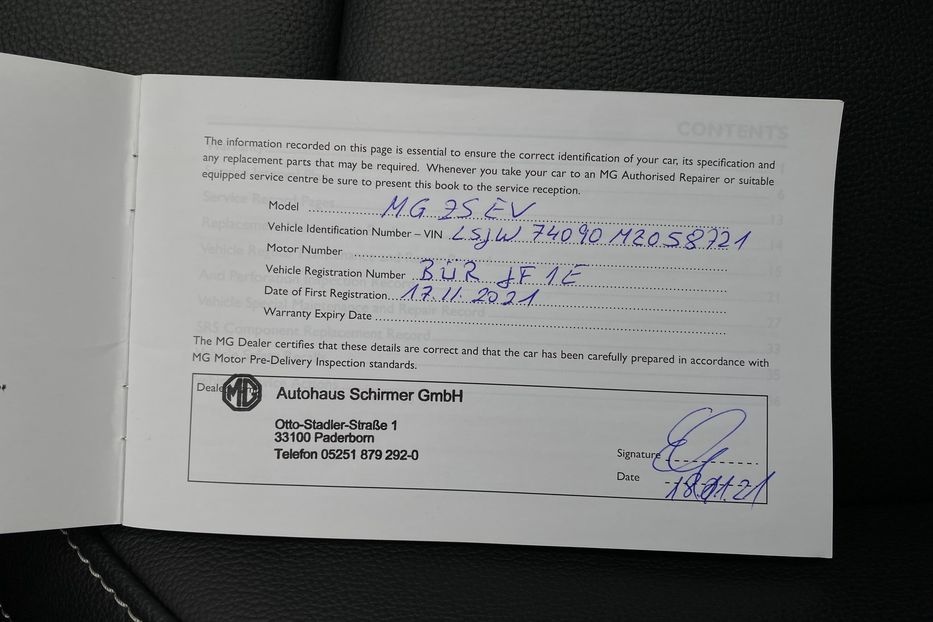 CONTENTS
The information recorded on this page is essential to ensure the correct identification of your car, its specification and
any replacement parts that may be required. Whenever you take your car to an MG Authorised Repairer or suitable
equipped service centre be sure to present this book to the service reception.
Model MG ZS EV
Vehicle Identification Number – VIN LSJW 74090 MZ058721
Motor Number
Vehicle Registration Number BÜR JF 1E
Date of First Registration 17.11.2021
Warranty Expiry Date
The MG Dealer certifies that these details are correct and that the car has been carefully prepared in accordance with
MG Motor Pre-Delivery Inspection standards.
Deale
MG Autohaus Schirmer GmbH
Otto-Stadler-Straße 1
33100 Paderborn
Telefon 05251 879 292-0
Signature
Date 18.11.21